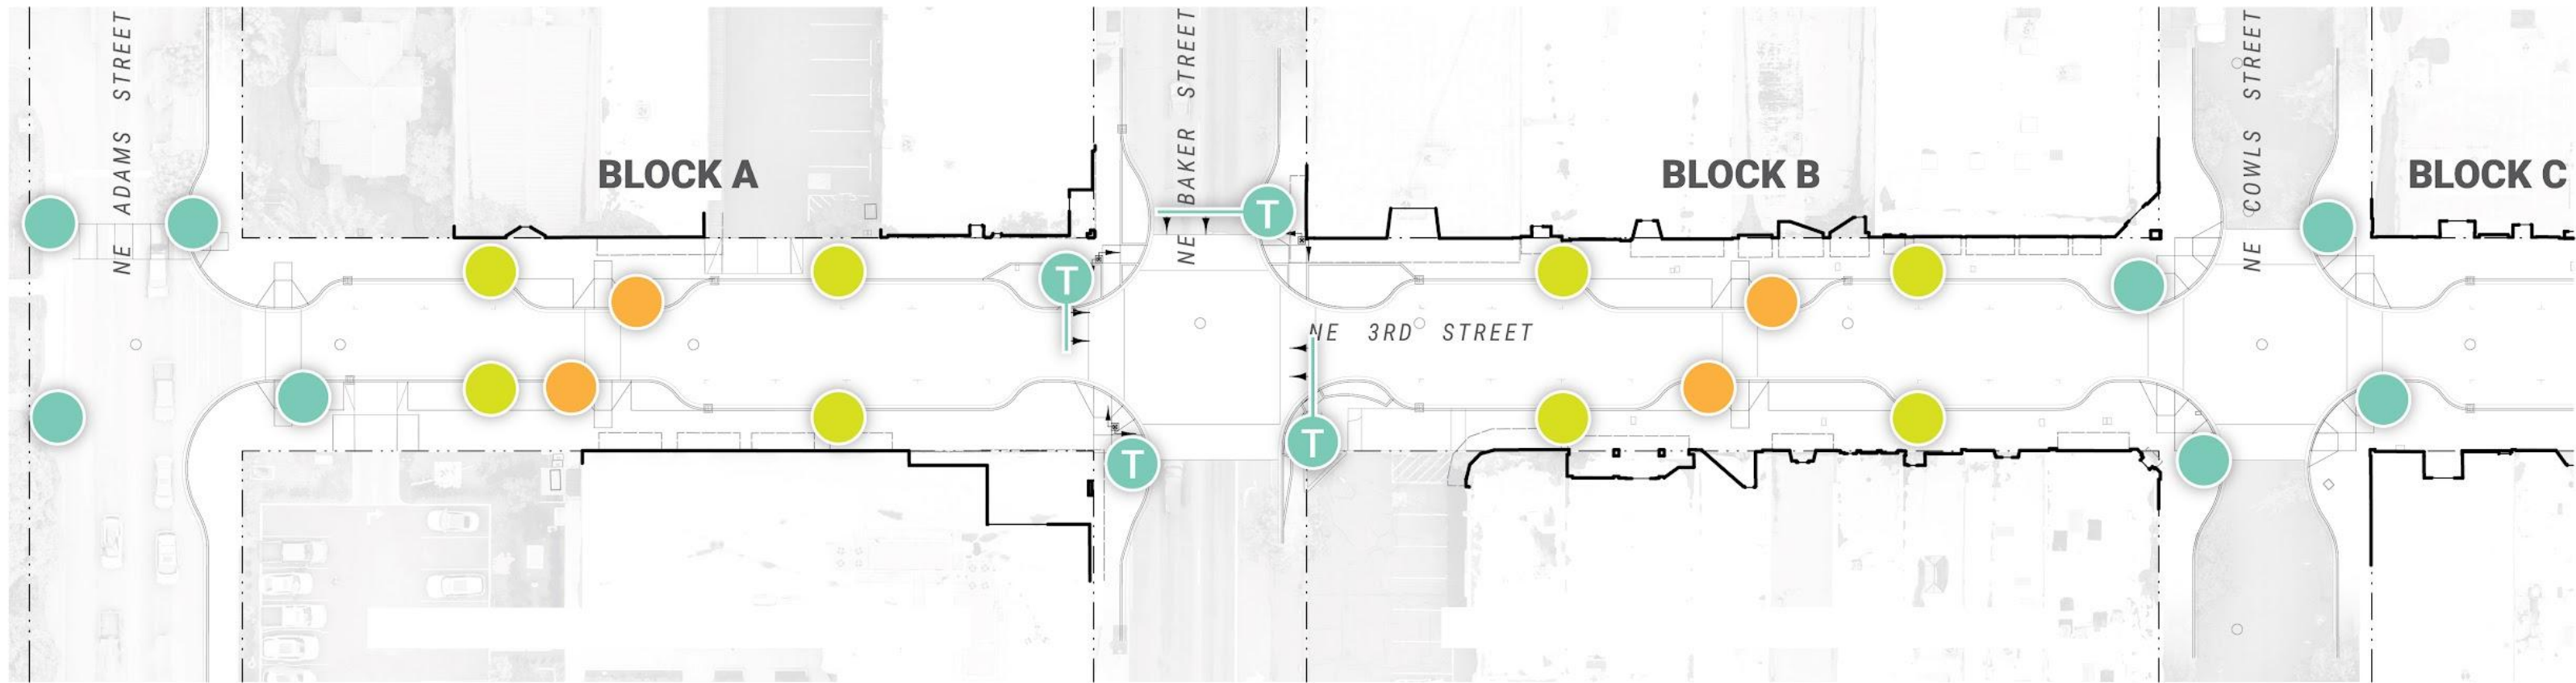 NE ADAMS STREET
BLOCK A
NE BAKER STREET
BLOCK B
NE COWLS STREET
BLOCK C
T
T
NE 3RD STREET
T
T